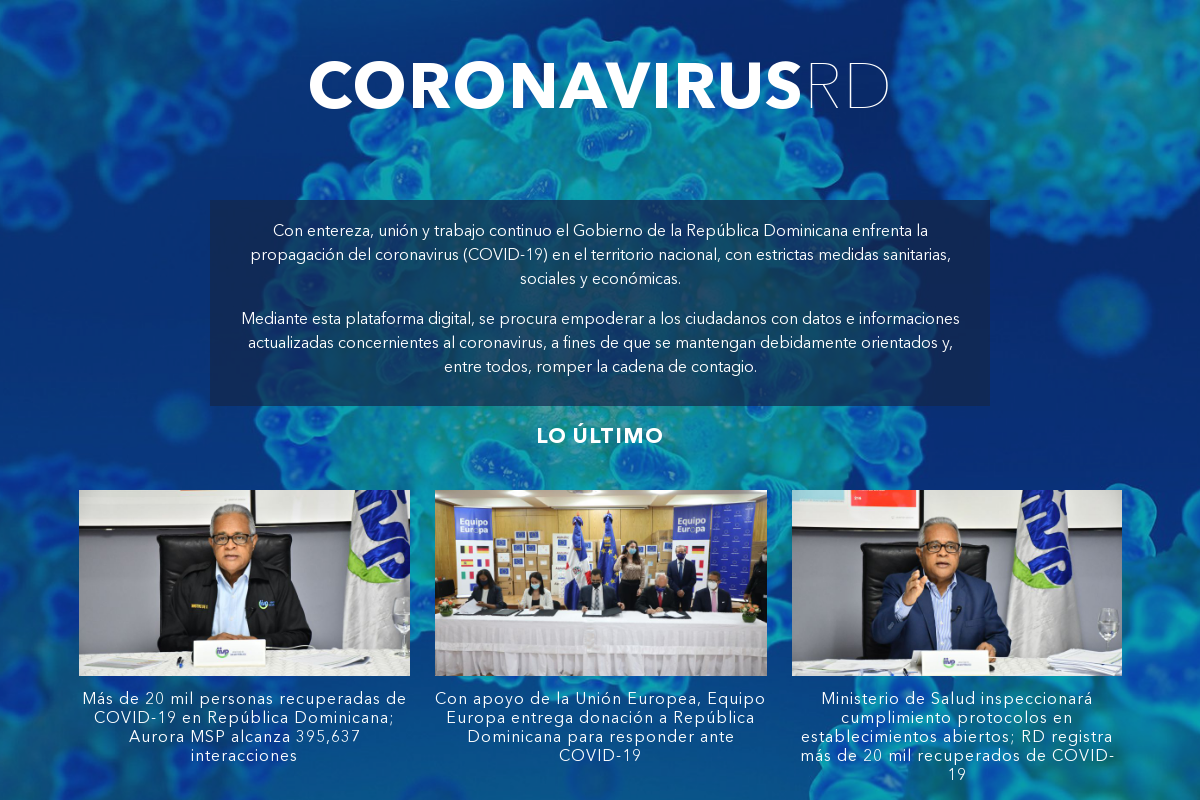 CORONAVIRUSRD
Con entereza, unión y trabajo continuo el Gobierno de la República Dominicana enfrenta la
propagación del coronavirus (COVID-19) en el territorio nacional, con estrictas medidas sanitarias,
sociales y económicas.
Mediante esta plataforma digital, se procura empoderar a los ciudadanos con datos e informaciones
actualizadas concernientes al coronavirus, a fines de que se mantengan debidamente orientados y,
entre todos, romper la cadena de contagio.
LO ÚLTIMO
Equipo
Europa
Equipo
Europa
Más de 20 mil personas recuperadas de
COVID-19 en República Dominicana;
Aurora MSP alcanza 395,637
interacciones
Con apoyo de la Unión Europea, Equipo
Europa entrega donación a República
Dominicana para responder ante
COVID-19
Ministerio de Salud inspeccionará
cumplimiento protocolos en
establecimientos abiertos; RD registra
más de 20 mil recuperados de COVID-
19